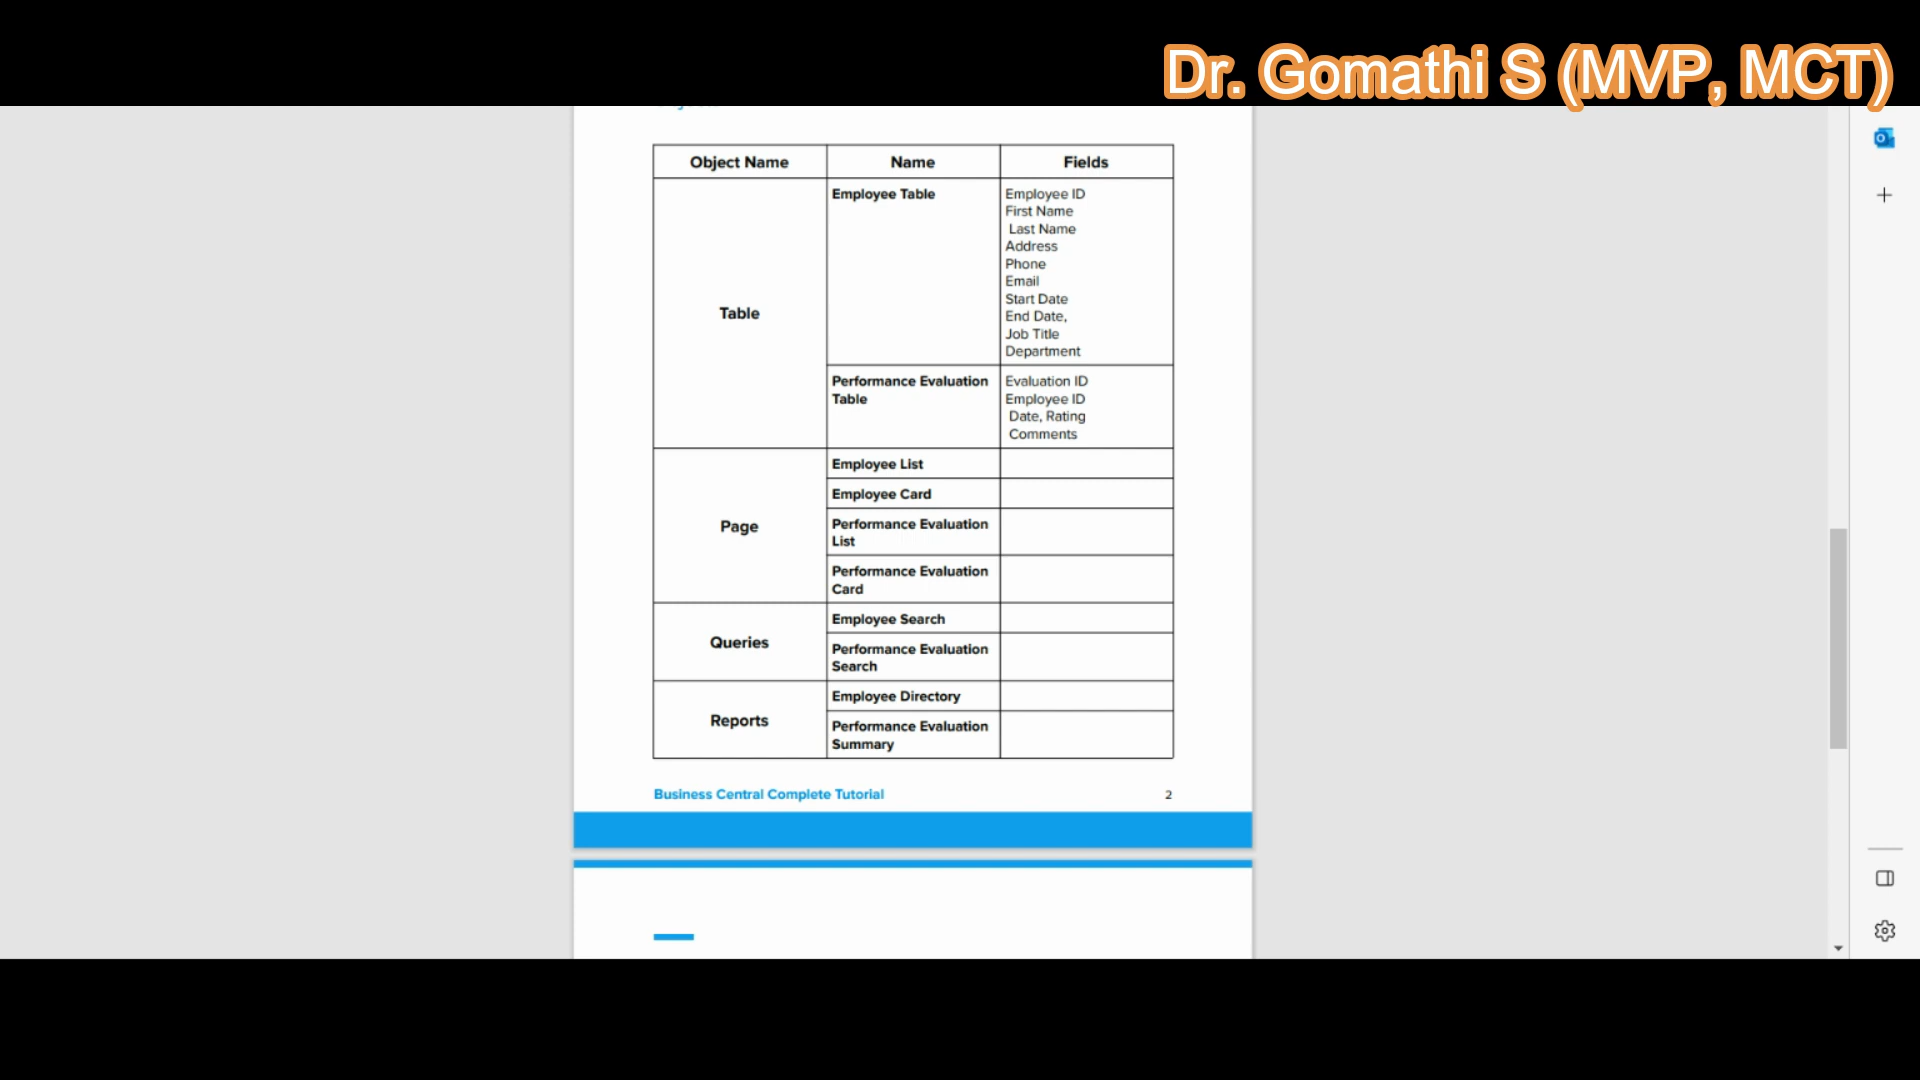 Dr. Gomathi S (MVP, MCT)
Object Name Name Fields
Table
Employee Table
Employee ID
First Name
Last Name
Address
Phone
Email
Start Date
End Date,
Job Title
Department
Performance Evaluation
Table
Evaluation ID
Employee ID
Date, Rating
Comments
Page
Employee List
Employee Card
Performance Evaluation
List
Performance Evaluation
Card
Queries
Employee Search
Performance Evaluation
Search
Reports
Employee Directory
Performance Evaluation
Summary
Business Central Complete Tutorial 2